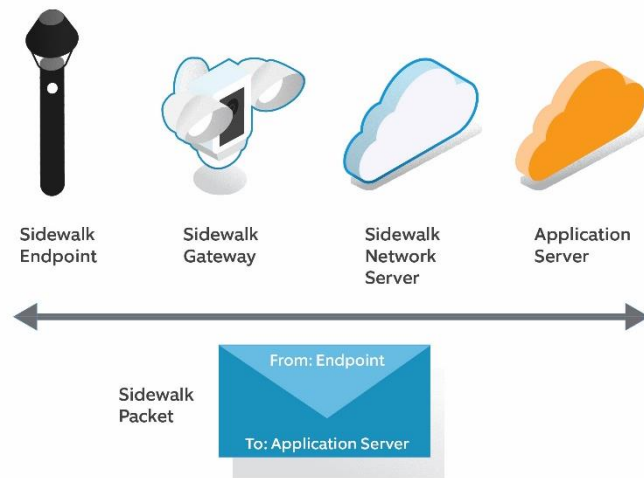 Sidewalk
Endpoint
Sidewalk
Gateway
Sidewalk
Network
Server
Application
Server
Sidewalk
Packet
From: Endpoint
To: Application Server